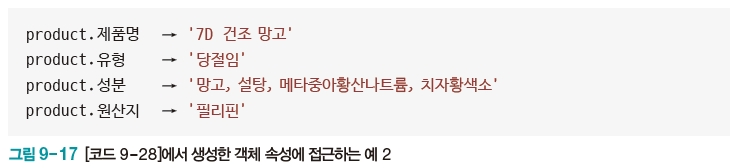 product.제품명 → '7D 건조 망고'
product.유형 → '당절임'
product.성분 → '망고, 설탕, 메타중아황산나트륨, 치자황색소'
product.원산지 → '필리핀'
그림 9-17 [코드 9-28]에서 생성한 객체 속성에 접근하는 예 2